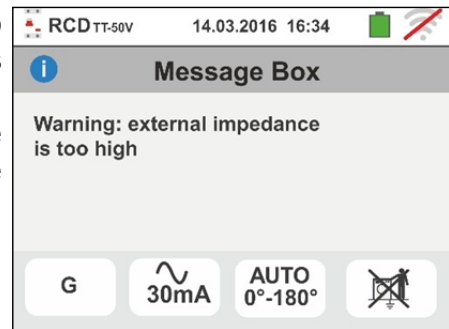 RCD TT-50V 14.03.2016 16:34
i Message Box
Warning: external impedance
is too high
G 30mA AUTO
0°-180°